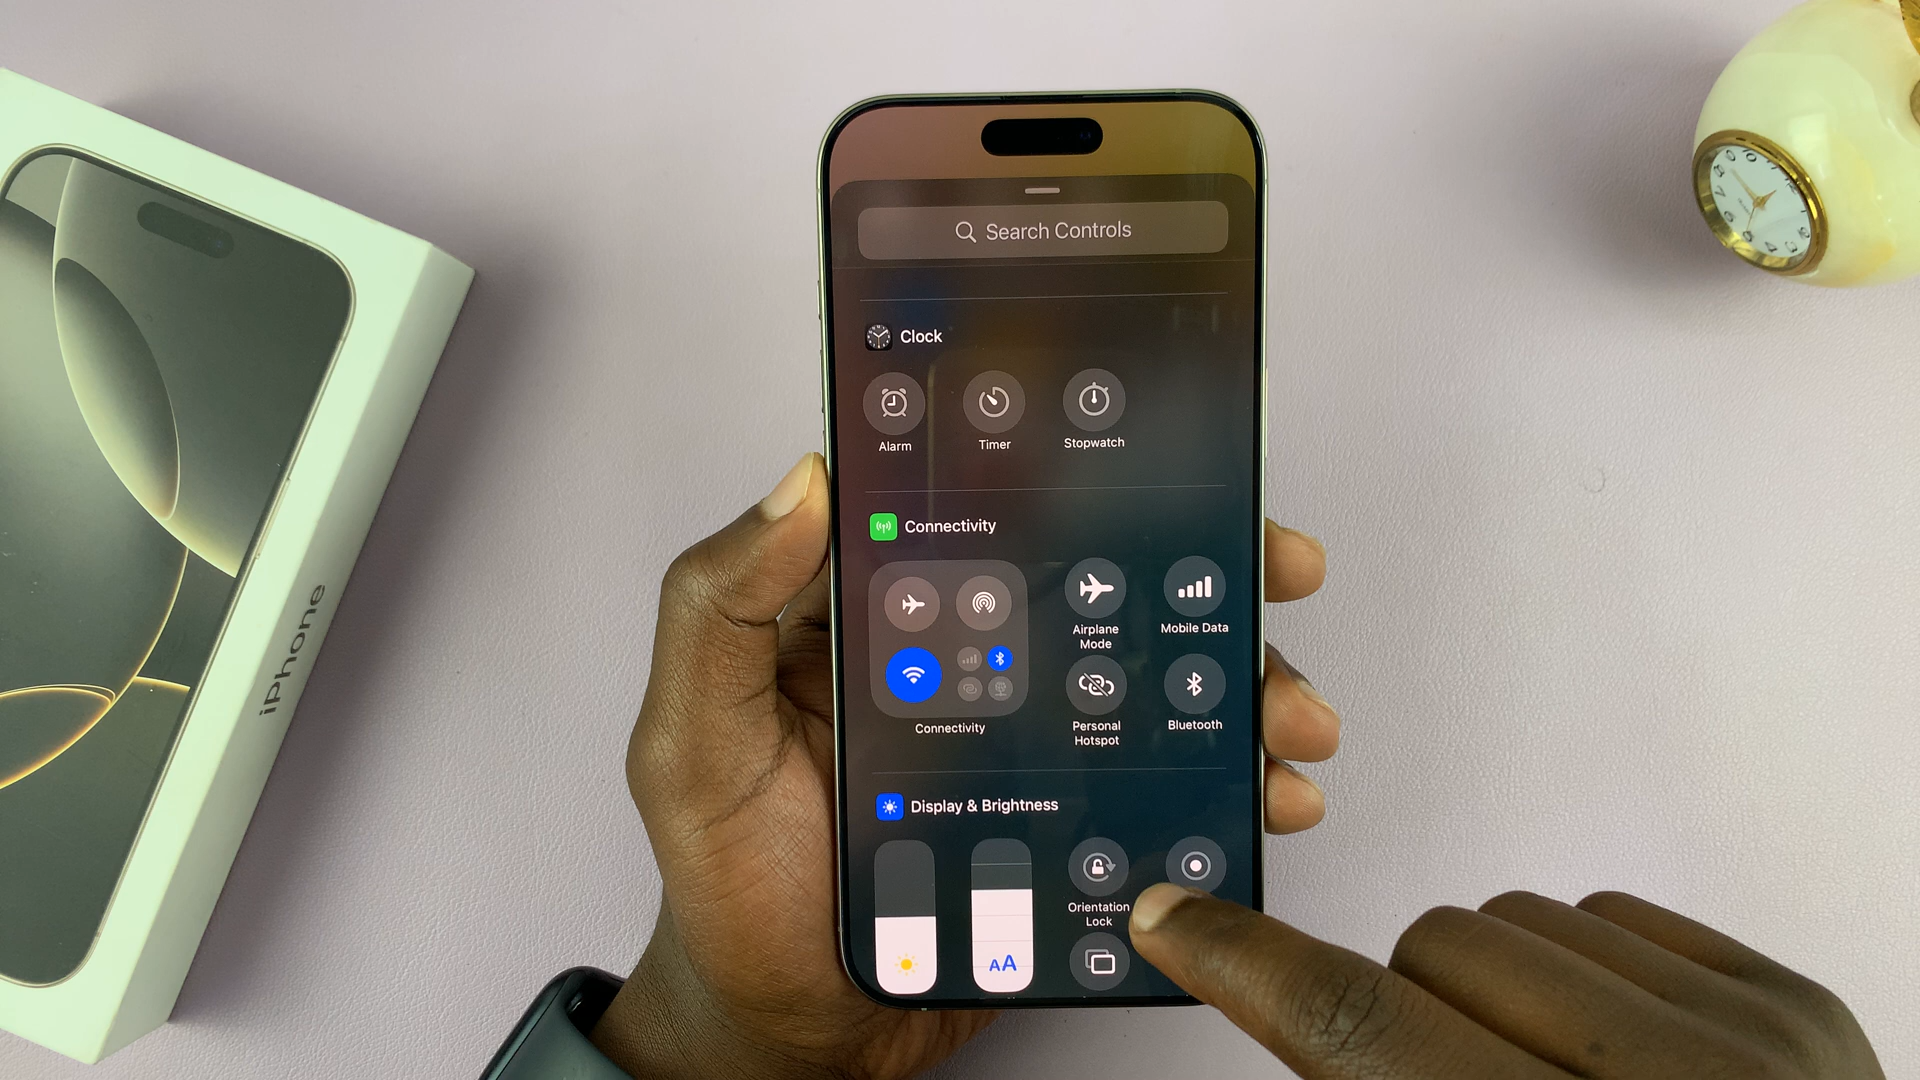 Search Controls
Clock
Alarm
Timer
Stopwatch
Connectivity
Airplane
Mode
Mobile Data
Connectivity
Personal
Hotspot
Bluetooth
Display & Brightness
AA
Orientation
Lock
iPhone